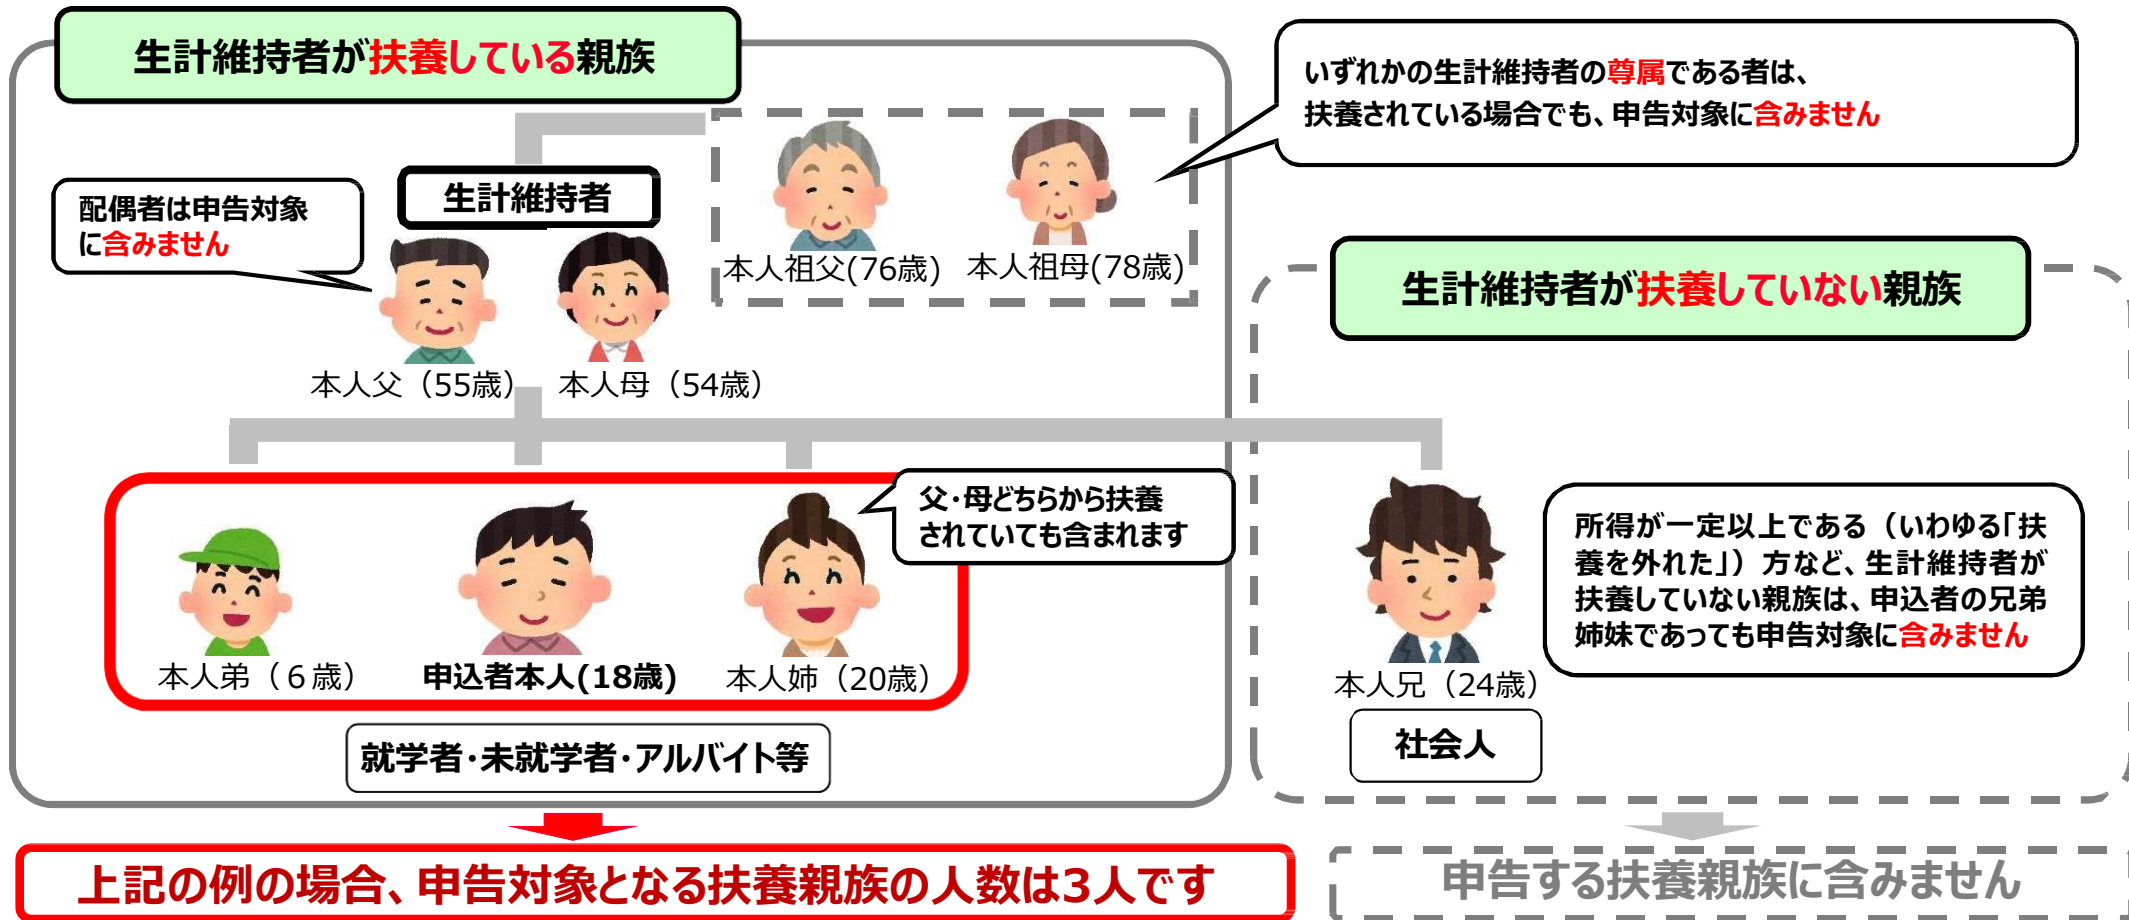 生計維持者が扶養している親族
いずれかの生計維持者の尊属である者は、
扶養されている場合でも、申告対象に含みません
配偶者は申告対象
に含みません
生計維持者
本人祖父(76歳)
本人祖母(78歳)
本人父（55歳）
本人母（54歳）
生計維持者が扶養していない親族
父・母どちらから扶養
されていても含まれます
本人弟（６歳）
申込者本人(18歳)
本人姉（20歳）
就学者・未就学者・アルバイト等
所得が一定以上である（いわゆる「扶
養を外れた」）方など、生計維持者が
扶養していない親族は、申込者の兄弟
姉妹であっても申告対象に含みません
本人兄（24歳）
社会人
上記の例の場合、申告対象となる扶養親族の人数は3人です
申告する扶養親族に含みません